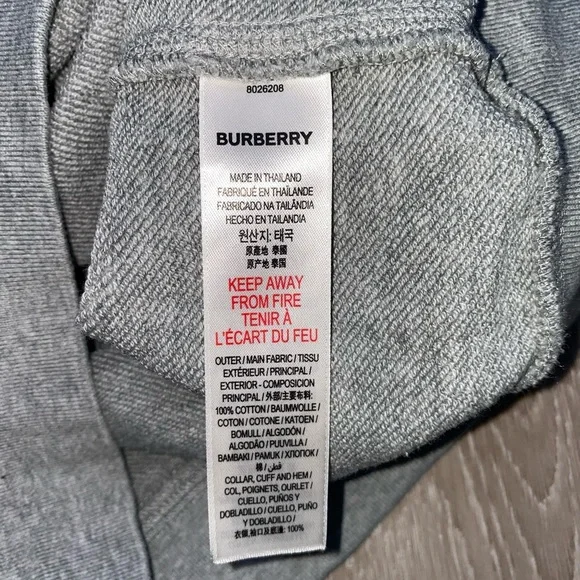 8026208
BURBERRY
MADE IN THAILAND
FABRIQUÉ EN THAÏLANDE
FABRICADO NA TAILÂNDIA
HECHO EN TAILANDIA
원산지: 태국
原產地 泰國
原产地 泰国
KEEP AWAY
FROM FIRE
TENIR À
L'ÉCART DU FEU
OUTER / MAIN FABRIC / TISSU
EXTÉRIEUR / PRINCIPAL /
EXTERIOR - COMPOSICION
PRINCIPAL / 外部/主要布料:
100% COTTON / BAUMWOLLE /
COTON / COTONE / KATOEN /
BOMULL / ALGODÓN /
ALGODÃO / PUUVILLA /
BAMBAKI / PAMUK / ХЛОПОК /
棉 / قطن /
COLLAR, CUFF AND HEM /
COL, POIGNETS, OURLET /
CUELLO, PUÑOS Y
DOBLADILLO / CUELLO, PUÑO
Y DOBLADILLO /
衣領, 袖口及底邊: 100%